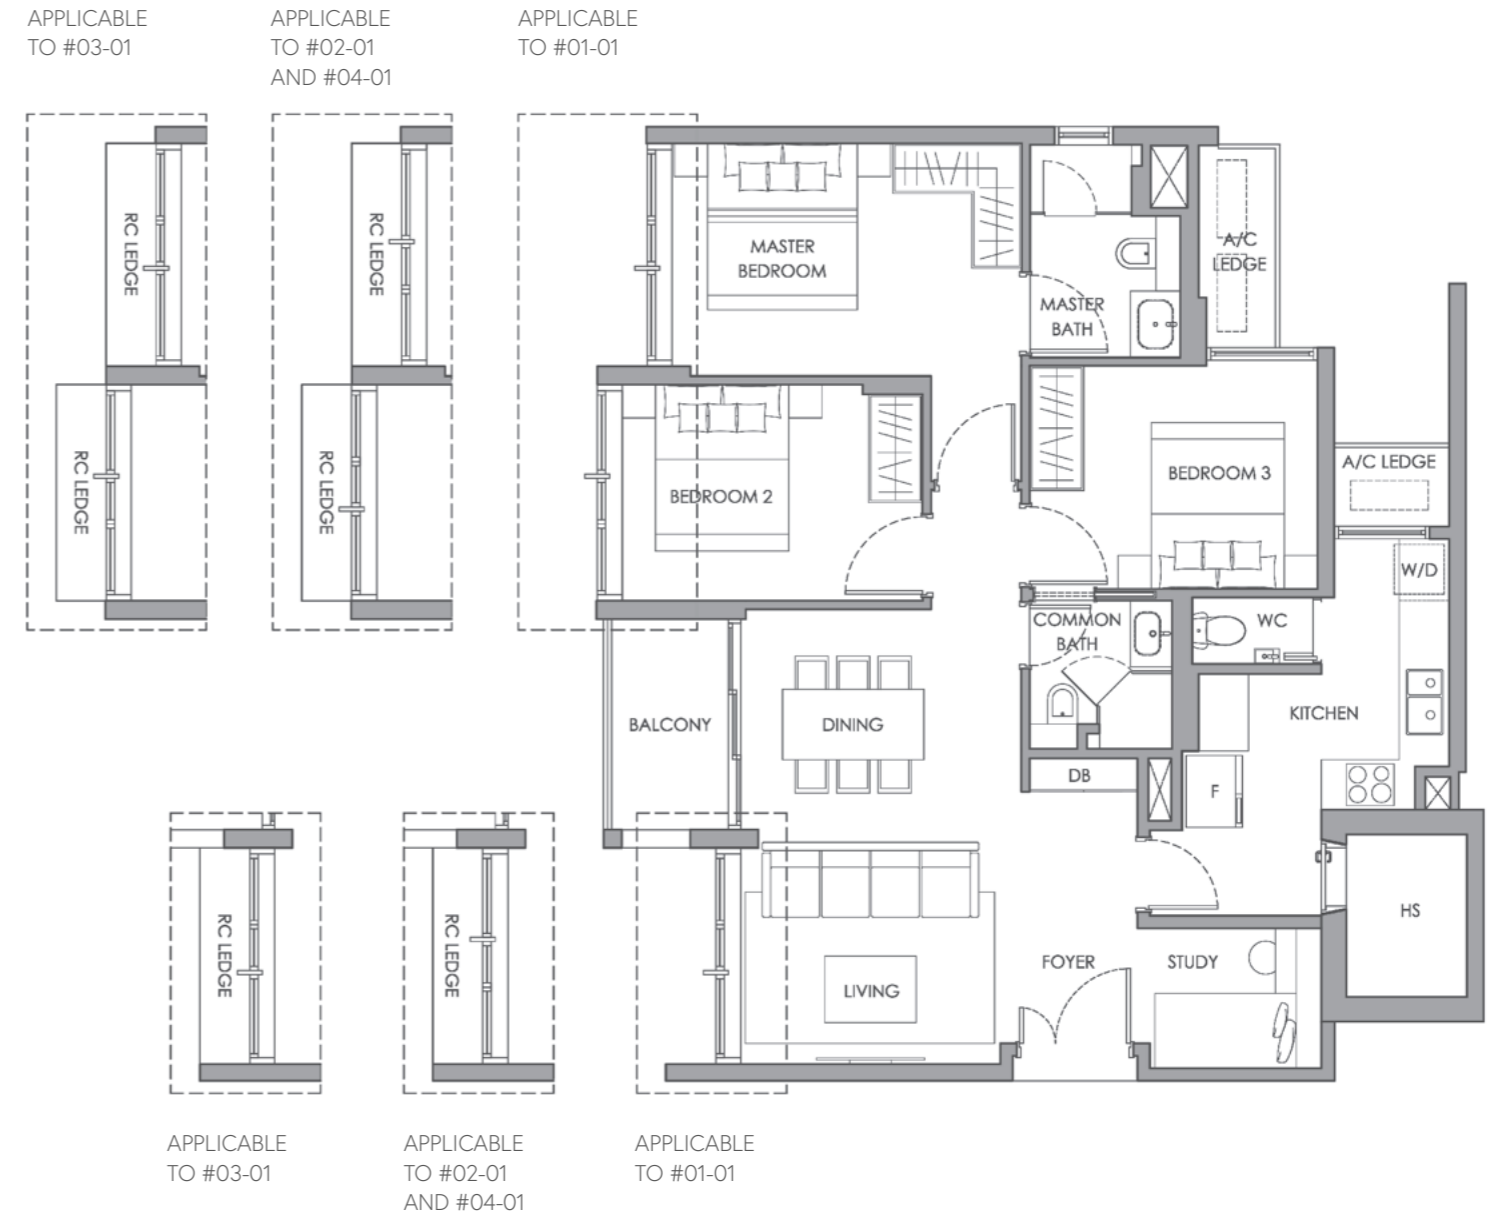 APPLICABLE
TO #03-01
APPLICABLE
TO #02-01
AND #04-01
APPLICABLE
TO #01-01
RC LEDGE
RC LEDGE
MASTER
BEDROOM
A/C
LEDGE
MASTER
BATH
RC LEDGE
RC LEDGE
BEDROOM 2
BEDROOM 3
A/C LEDGE
W/D
COMMON
BATH
WC
BALCONY
DINING
KITCHEN
DB
F
RC LEDGE
RC LEDGE
LIVING
FOYER
STUDY
HS
APPLICABLE
TO #03-01
APPLICABLE
TO #02-01
AND #04-01
APPLICABLE
TO #01-01